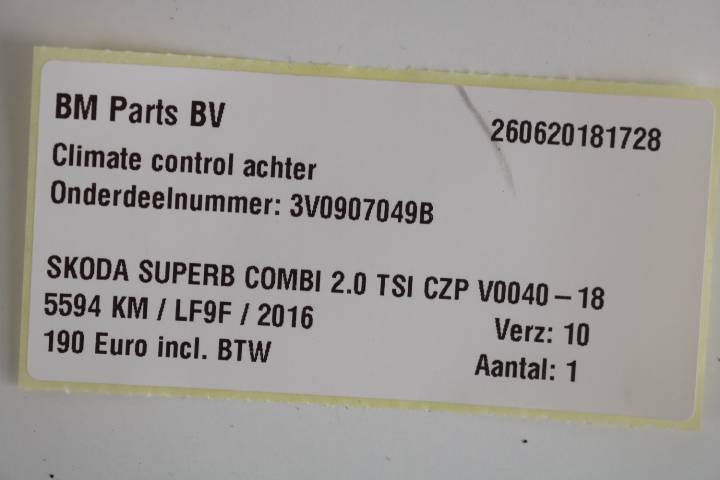 BM Parts BV 260620181728
Climate control achter
Onderdeelnummer: 3V0907049B
SKODA SUPERB COMBI 2.0 TSI CZP V0040-18
5594 KM / LF9F / 2016 Verz: 10
190 Euro incl. BTW Aantal: 1